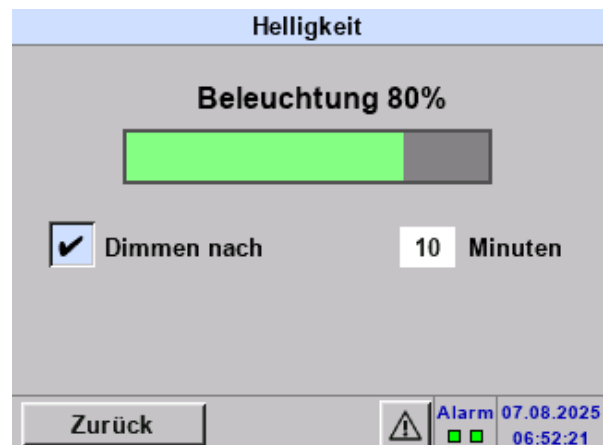 Helligkeit
Beleuchtung 80%
Dimmen nach 10 Minuten
Zurück
Alarm 07.08.2025
06:52:21